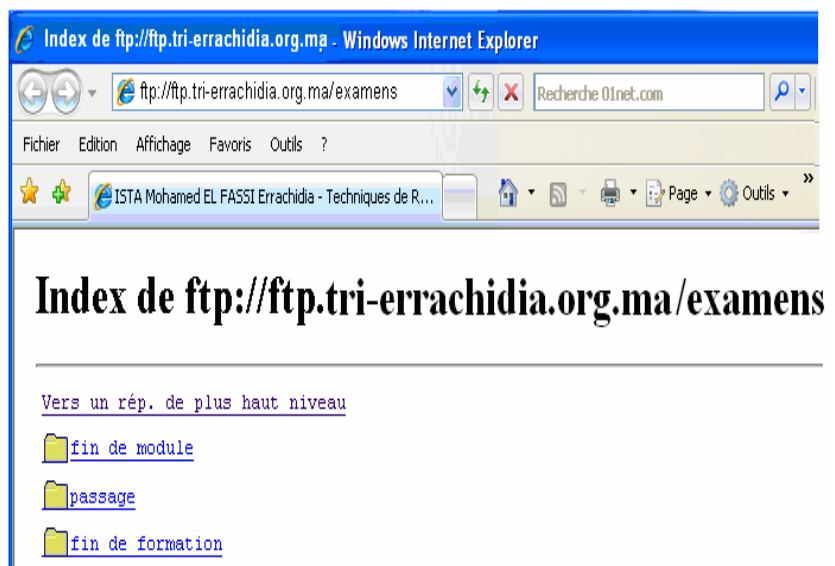 Index de ftp://ftp.tri-errachidia.org.ma - Windows Internet Explorer
ftp://ftp.tri-errachidia.org.ma/examens Recherche 01net.com
Fichier Edition Affichage Favoris Outils ?
ISTA Mohamed EL FASSI Errachidia - Techniques de R... Page Outils »
Index de ftp://ftp.tri-errachidia.org.ma/examens
Vers un rép. de plus haut niveau
fin de module
passage
fin de formation